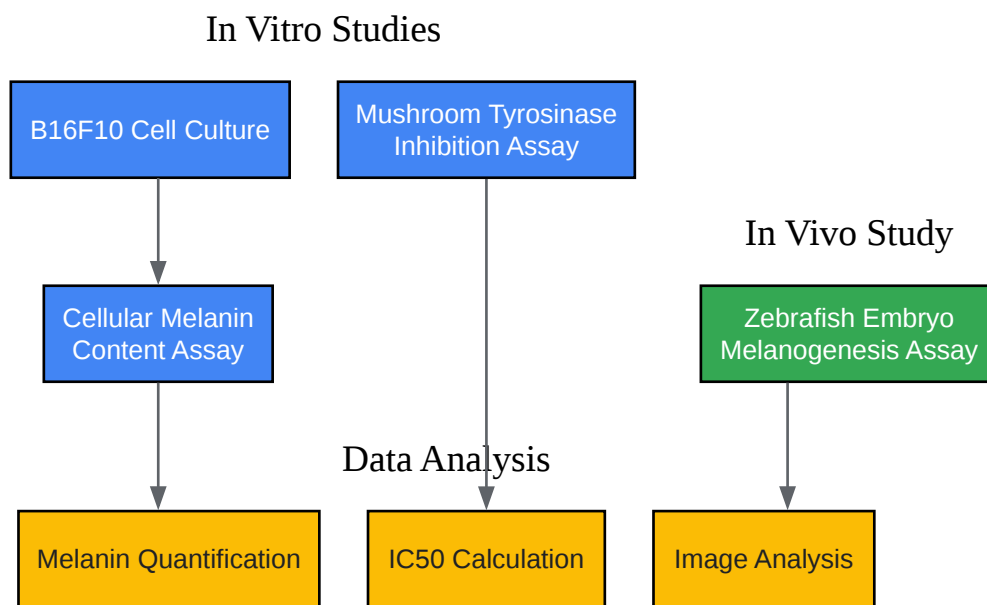 In Vitro Studies
B16F10 Cell Culture
Mushroom Tyrosinase
Inhibition Assay
In Vivo Study
Cellular Melanin
Content Assay
Zebrafish Embryo
Melanogenesis Assay
Data Analysis
Melanin Quantification
IC50 Calculation
Image Analysis